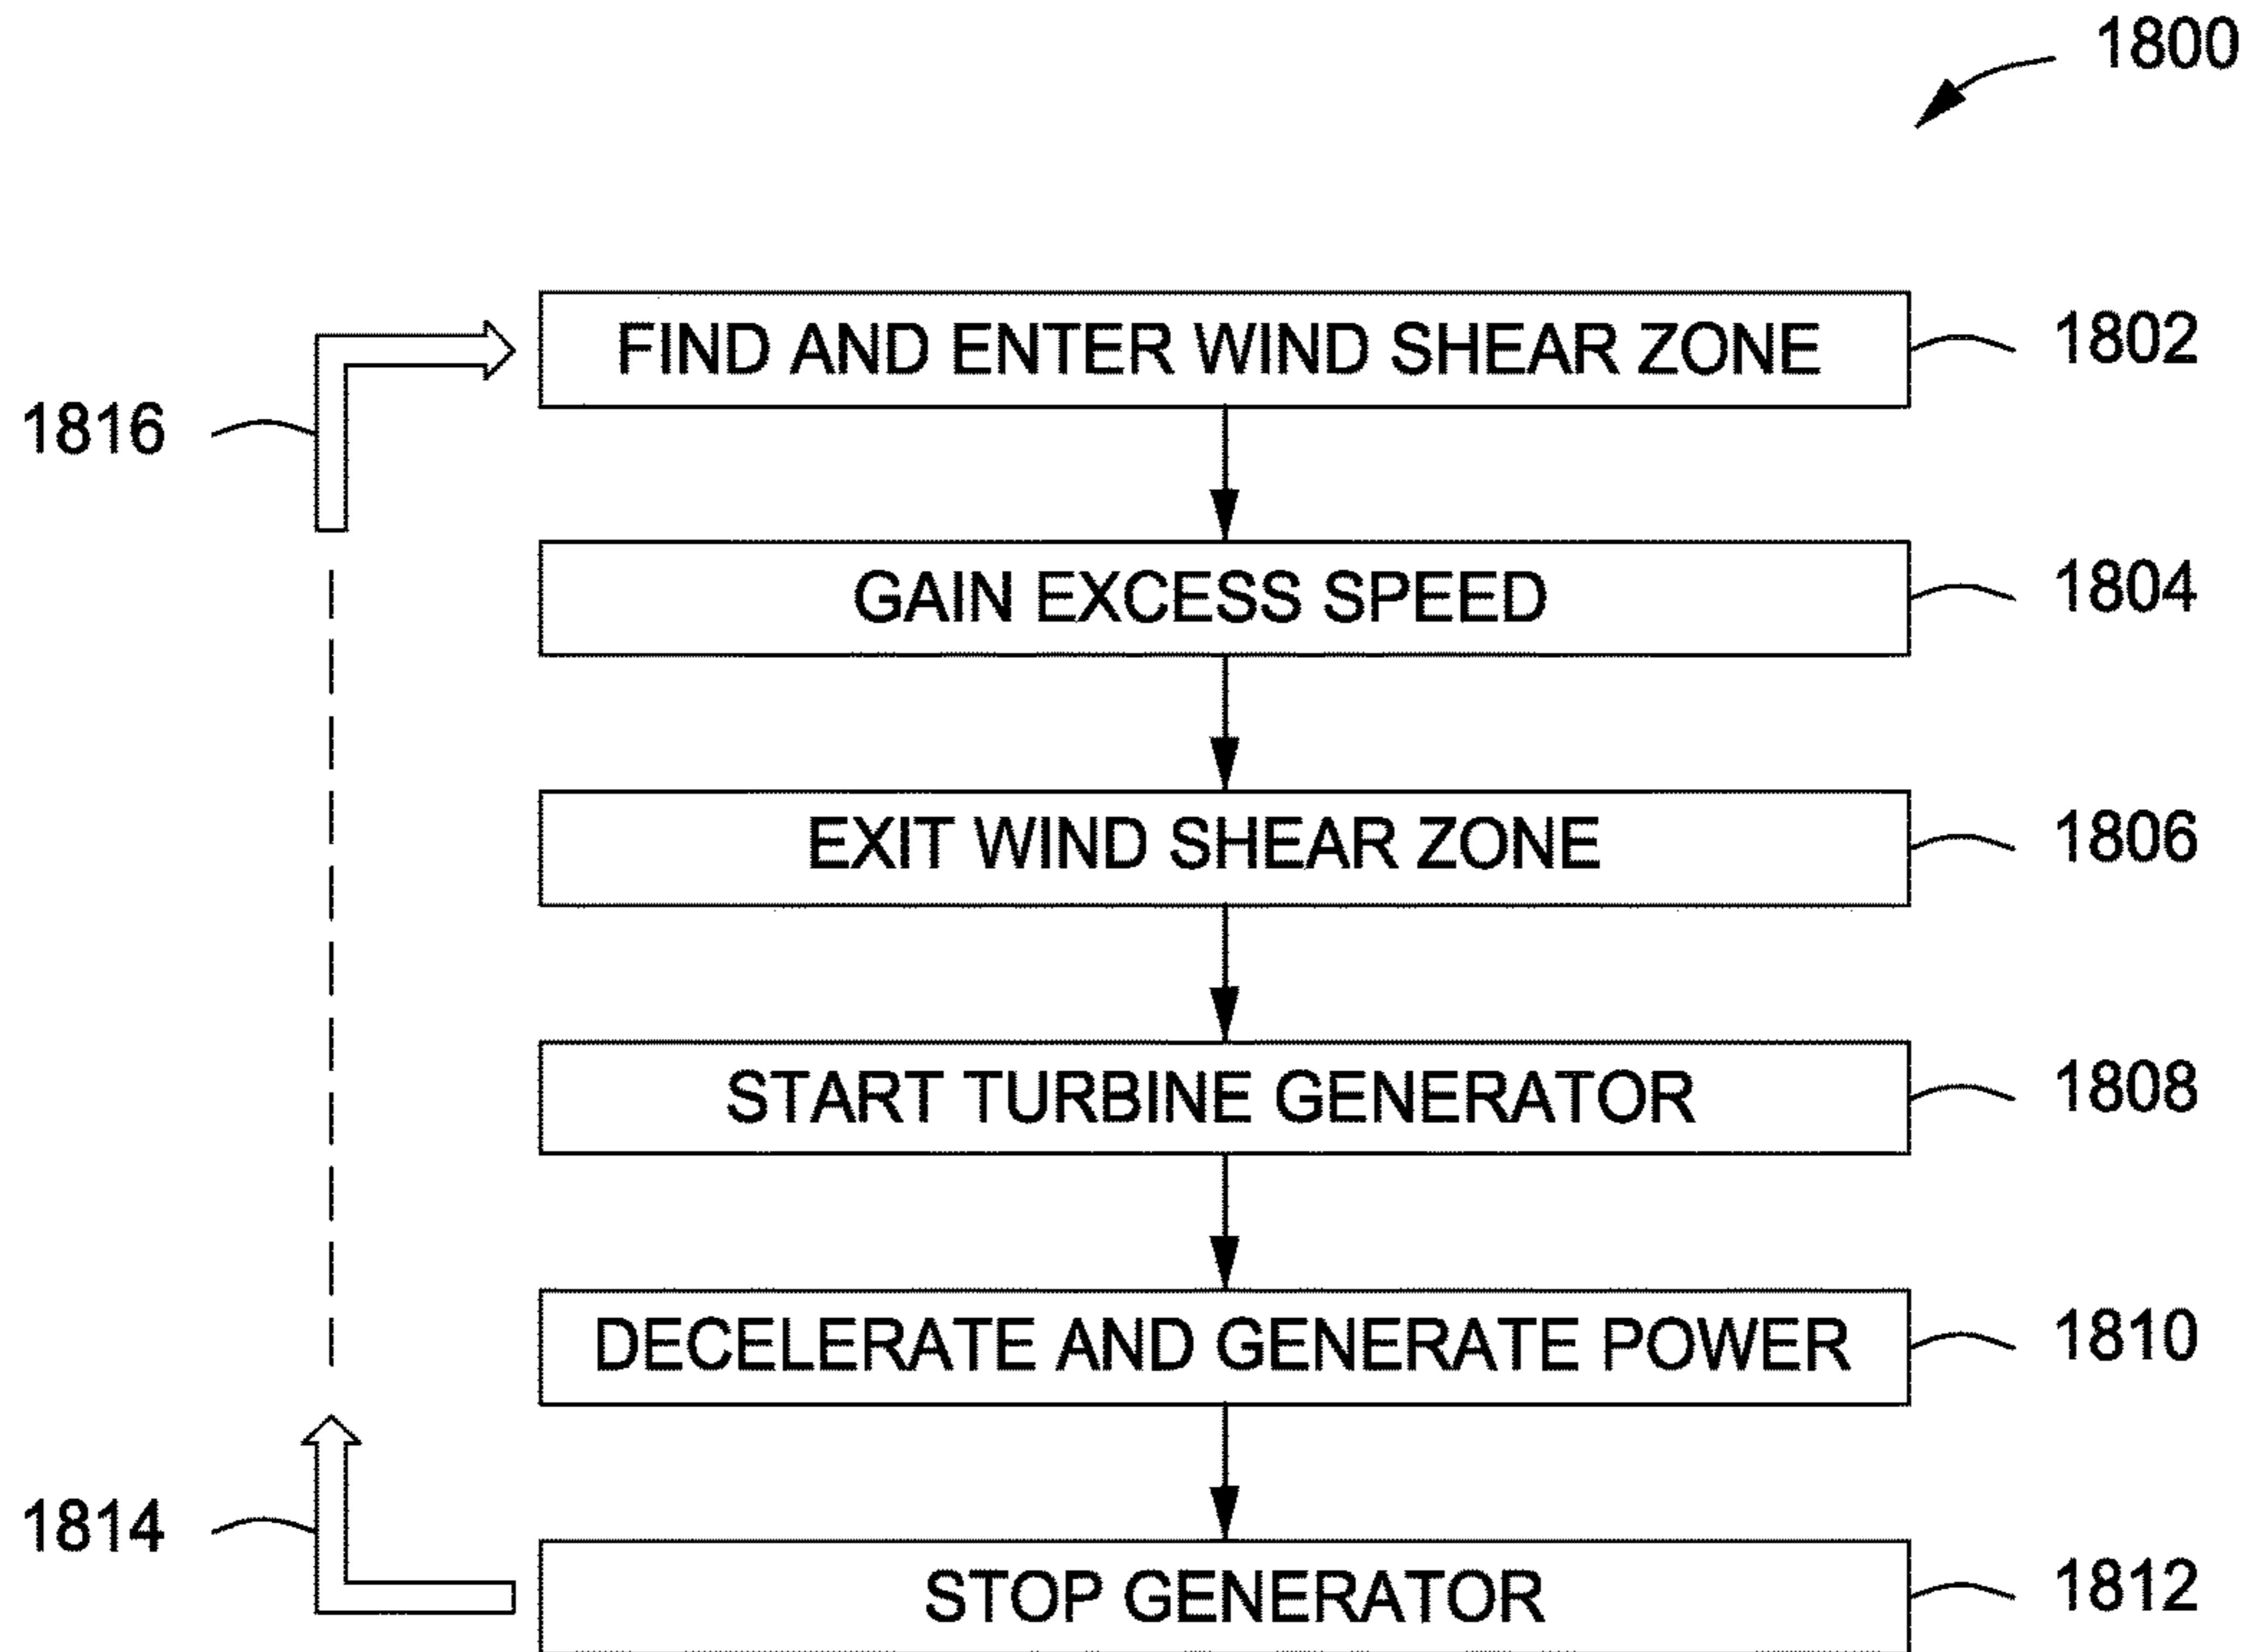 1800
FIND AND ENTER WIND SHEAR ZONE
1802
1816
GAIN EXCESS SPEED
1804
EXIT WIND SHEAR ZONE
1806
START TURBINE GENERATOR
1808
DECELERATE AND GENERATE POWER
1810
1814
STOP GENERATOR
1812